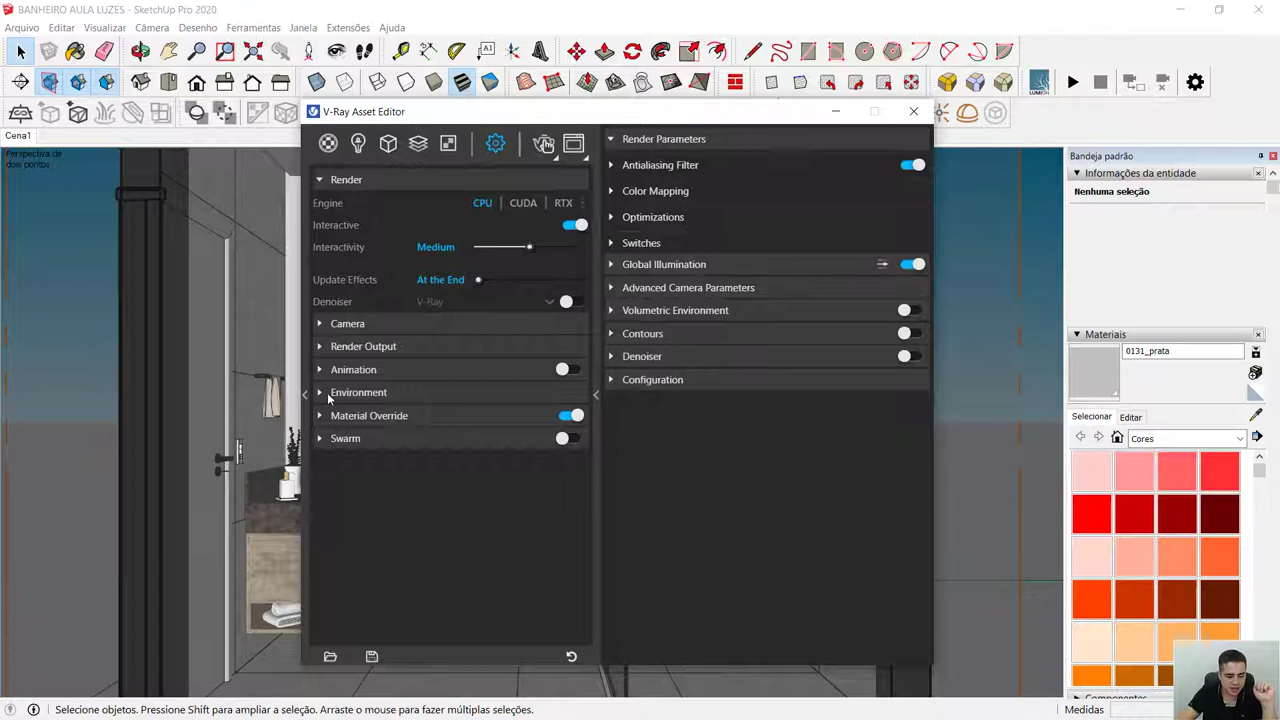 BANHEIRO AULA LUZES) - SketchUp Pro 2020
Arquivo Editar Visualizar Câmera Desenho Ferramentas Janela Extensões Ajuda
LUMION
Cena1
Perspectiva de
dois pontos
V-Ray Asset Editor
Render
Engine CPU CUDA RTX
Interactive
Interactivity Medium
Update Effects At the End
Denoiser V-Ray
Camera
Render Output
Animation
Environment
Material Override
Swarm
Render Parameters
Antialiasing Filter
Color Mapping
Optimizations
Switches
Global Illumination
Advanced Camera Parameters
Volumetric Environment
Contours
Denoiser
Configuration
Bandeja padrão
Informações da entidade
Nenhuma seleção
Materiais
0131_prata
Selecionar Editar
Cores
Componentes
Selecione objetos. Pressione Shift para ampliar a seleção. Arraste o mouse para múltiplas seleções.
Medidas